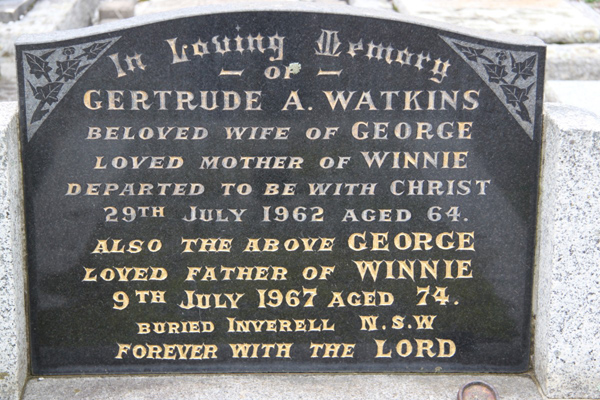 In Loving Memory
– OF –
GERTRUDE A. WATKINS
BELOVED WIFE OF GEORGE
LOVED MOTHER OF WINNIE
DEPARTED TO BE WITH CHRIST
29TH JULY 1962 AGED 64.
ALSO THE ABOVE GEORGE
LOVED FATHER OF WINNIE
9TH JULY 1967 AGED 74.
BURIED INVERELL N.S.W
FOREVER WITH THE LORD